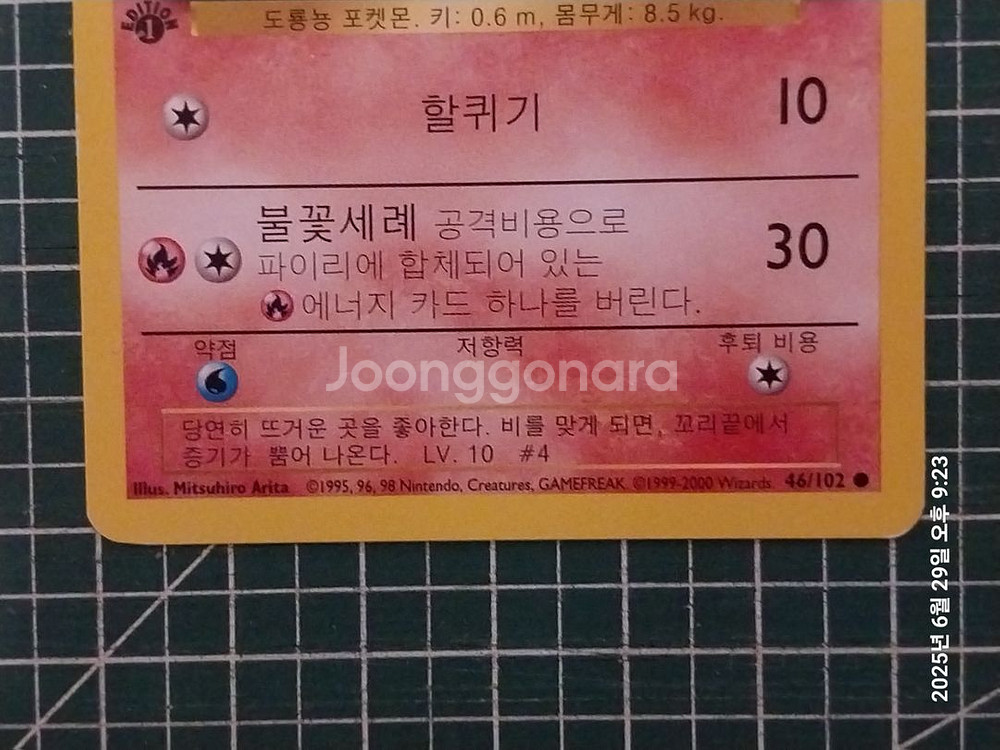 EDITION 1
도룡뇽 포켓몬. 키: 0.6 m, 몸무게: 8.5 kg.
할퀴기 10
불꽃세례 공격비용으로
파이리에 합체되어 있는 30
에너지 카드 하나를 버린다.
약점 저항력 후퇴 비용
Joonggonara
당연히 뜨거운 곳을 좋아한다. 비를 맞게 되면, 꼬리끝에서
증기가 뿜어 나온다. LV. 10 #4
Illus. Mitsuhiro Arita ©1995, 96, 98 Nintendo, Creatures, GAMEFREAK. ©1999-2000 Wizards. 46/102
2025년 6월 29일 오후 9:23